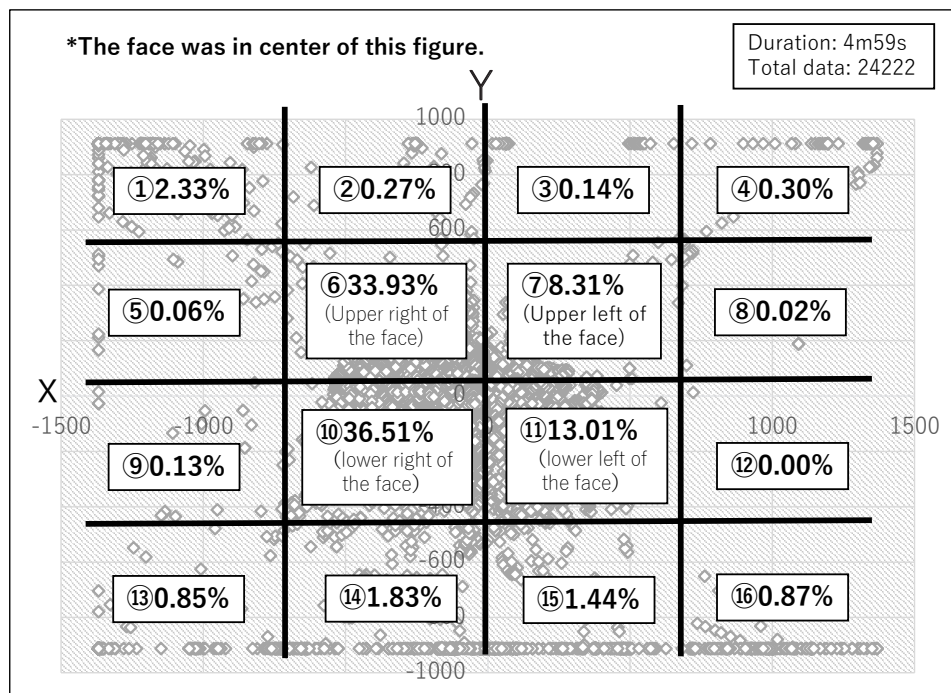 *The face was in center of this figure.
Duration: 4m59s
Total data: 24222
Y
1000
①2.33%
②0.27%
③0.14%
④0.30%
600
⑥33.93%
(Upper right of
the face)
⑦8.31%
(Upper left of
the face)
⑤0.06%
⑧0.02%
X
0
-1500
-1000
1000
1500
⑩36.51%
(lower right of
the face)
⑪13.01%
(lower left of
the face)
⑨0.13%
⑫0.00%
-600
⑬0.85%
⑭1.83%
⑮1.44%
⑯0.87%
-1000